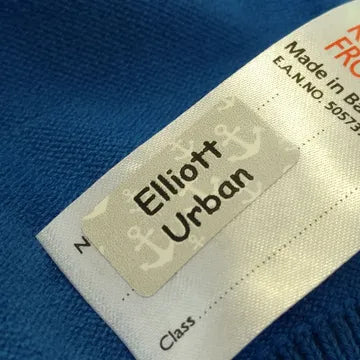 FRO
Made in Ba
E.A.N.NO. 50573
Elliott
Urban
N
Class